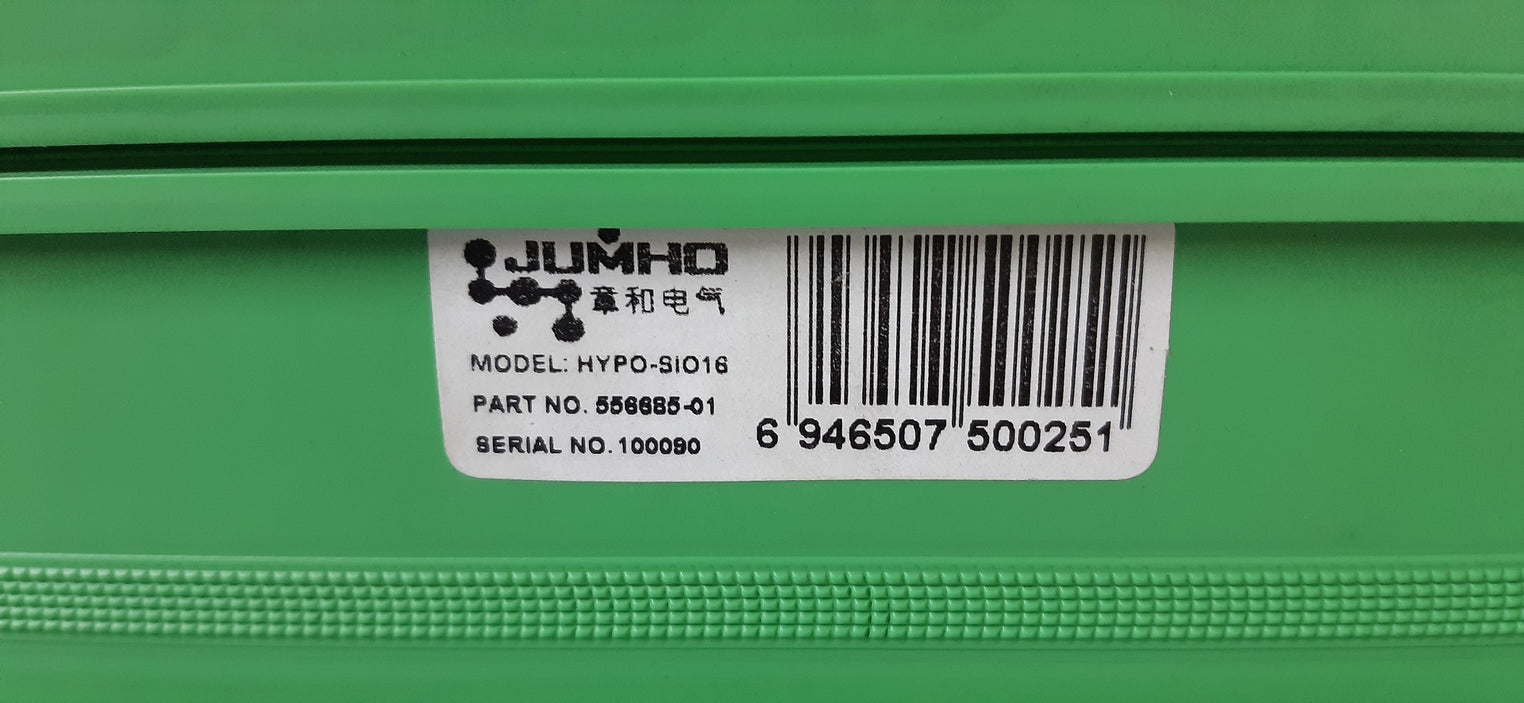 JUMHO
章和电气
MODEL: HYPO-SIO16
PART NO. 556685-01
SERIAL NO. 100090
6 946507 500251